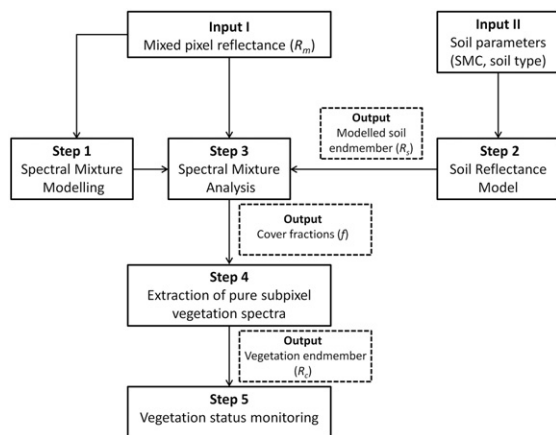 Input I
Mixed pixel reflectance (Rm)
Input II
Soil parameters
(SMC, soil type)
Output
Modelled soil
endmember (Rs)
Step 1
Spectral Mixture
Modelling
Step 3
Spectral Mixture
Analysis
Step 2
Soil Reflectance
Model
Output
Cover fractions (f)
Step 4
Extraction of pure subpixel
vegetation spectra
Output
Vegetation endmember
(Rc)
Step 5
Vegetation status monitoring